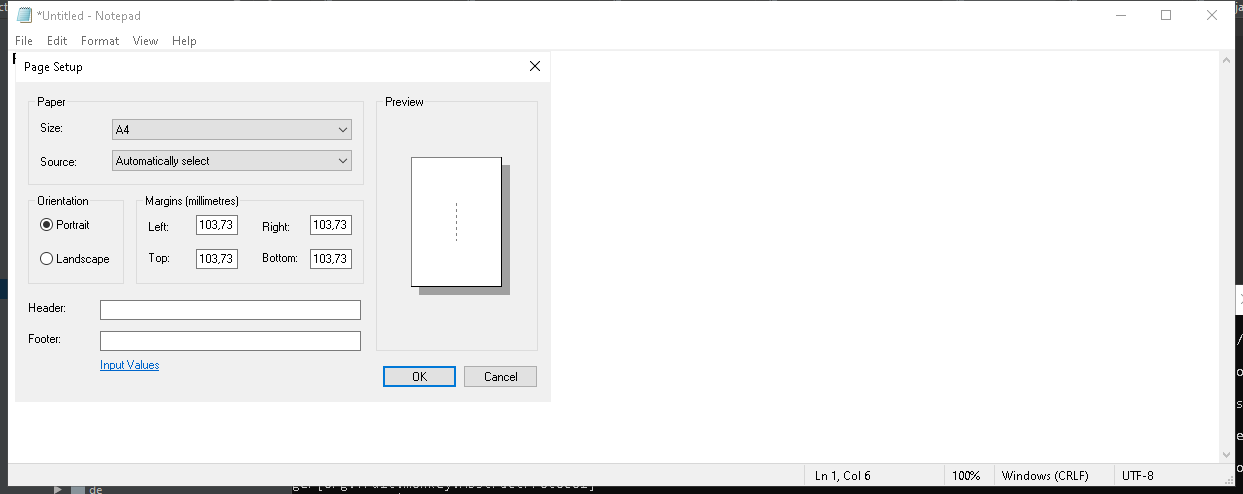 *Untitled - Notepad
File Edit Format View Help
Page Setup
Paper
Size: A4
Source: Automatically select
Preview
Orientation
Portrait
Landscape
Margins (millimetres)
Left: 103,73 Right: 103,73
Top: 103,73 Bottom: 103,73
Header:
Footer:
Input Values
OK Cancel
Ln 1, Col 6 100% Windows (CRLF) UTF-8
de